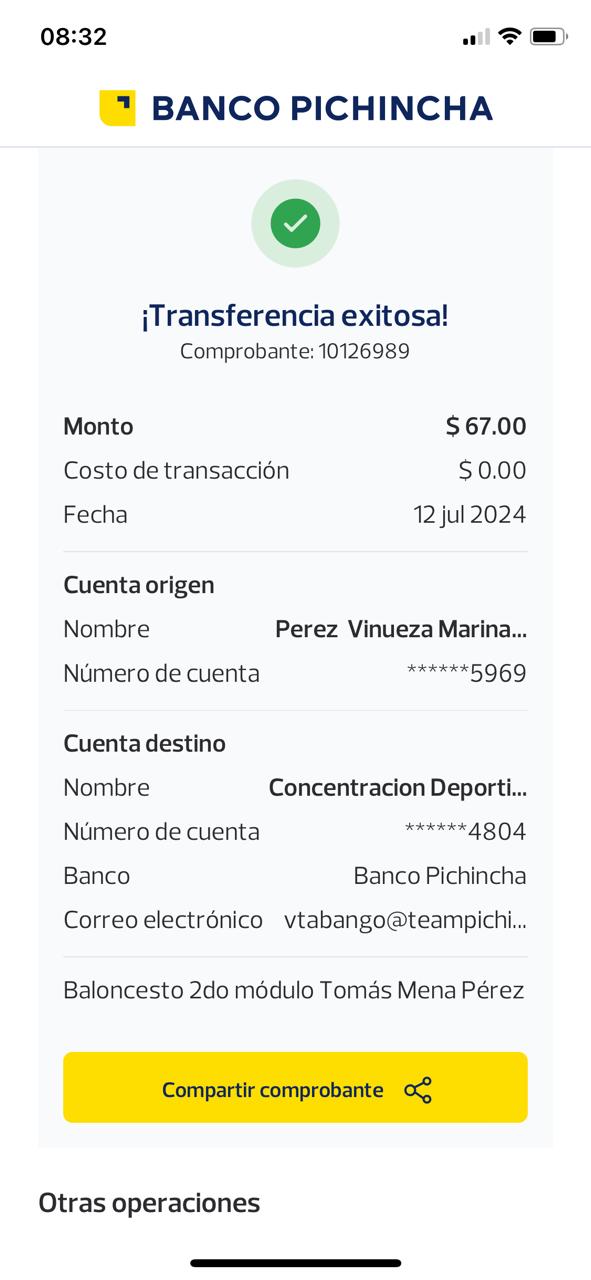 08:32
BANCO PICHINCHA
¡Transferencia exitosa!
Comprobante: 10126989
Monto $ 67.00
Costo de transacción $ 0.00
Fecha 12 jul 2024
Cuenta origen
Nombre Perez  Vinueza Marina...
Número de cuenta ******5969
Cuenta destino
Nombre Concentracion Deporti...
Número de cuenta ******4804
Banco Banco Pichincha
Correo electrónico vtabango@teampichi...
Baloncesto 2do módulo Tomás Mena Pérez
Compartir comprobante
Otras operaciones